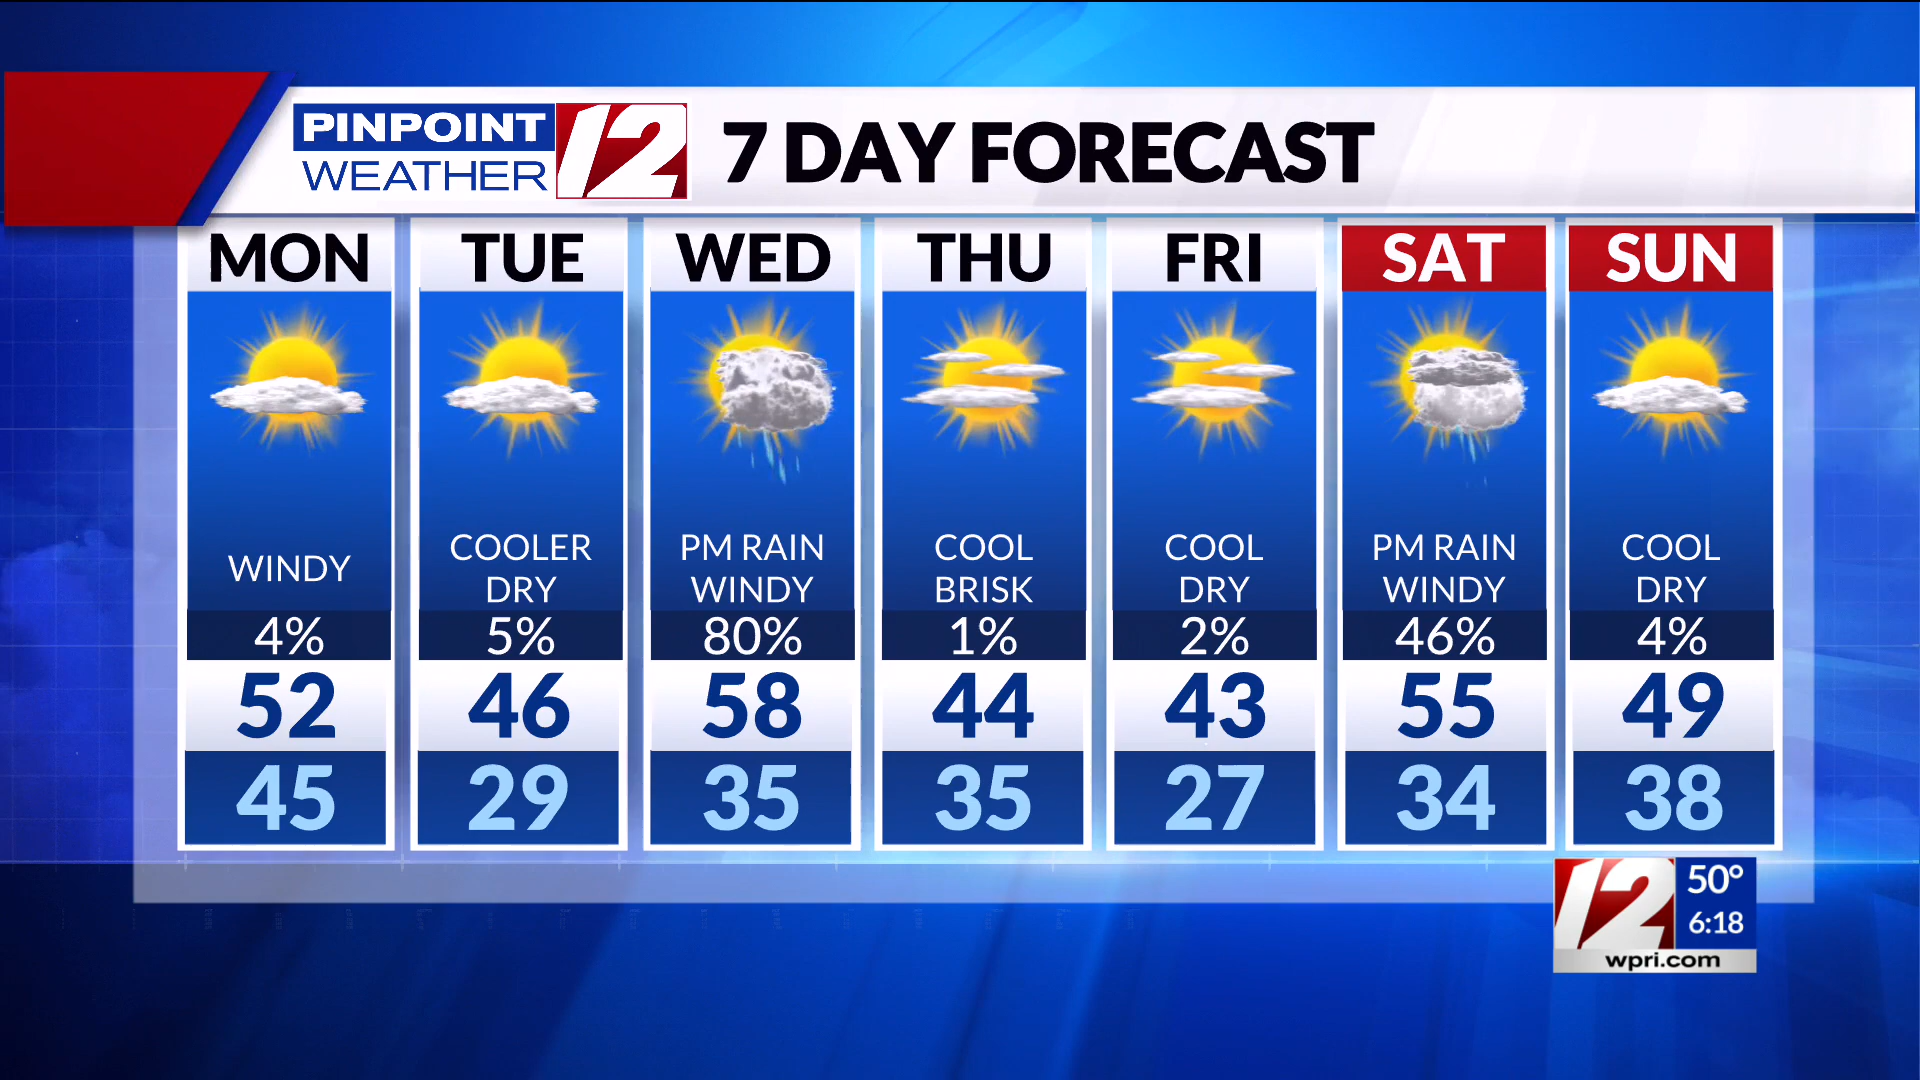 PINPOINT
WEATHER 12
7 DAY FORECAST
MON TUE WED THU FRI SAT SUN
WINDY
COOLER
DRY
PM RAIN
WINDY
COOL
BRISK
COOL
DRY
PM RAIN
WINDY
COOL
DRY
4% 5% 80% 1% 2% 46% 4%
52 46 58 44 43 55 49
45 29 35 35 27 34 38
12
50°
6:18
wpri.com